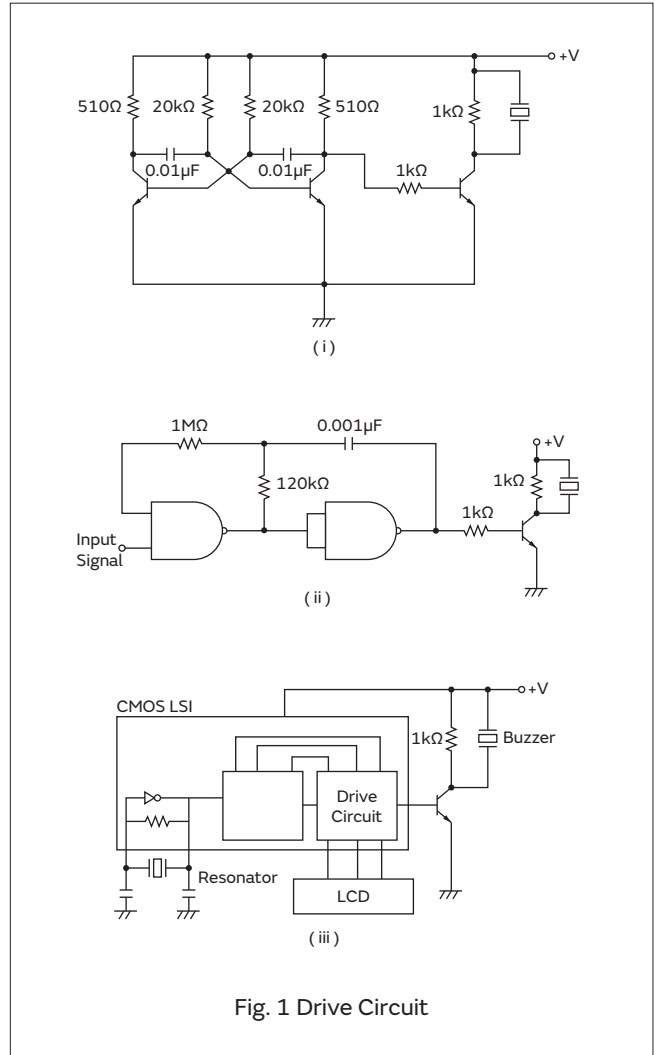 +V
510Ω 20kΩ 20kΩ 510Ω 1kΩ
0.01µF 0.01µF 1kΩ
( i )
1MΩ 0.001µF
+V
120kΩ 1kΩ 1kΩ
Input
Signal
( ii )
+V
CMOS LSI
1kΩ Buzzer
Drive
Circuit
Resonator
LCD
( iii )
Fig. 1 Drive Circuit